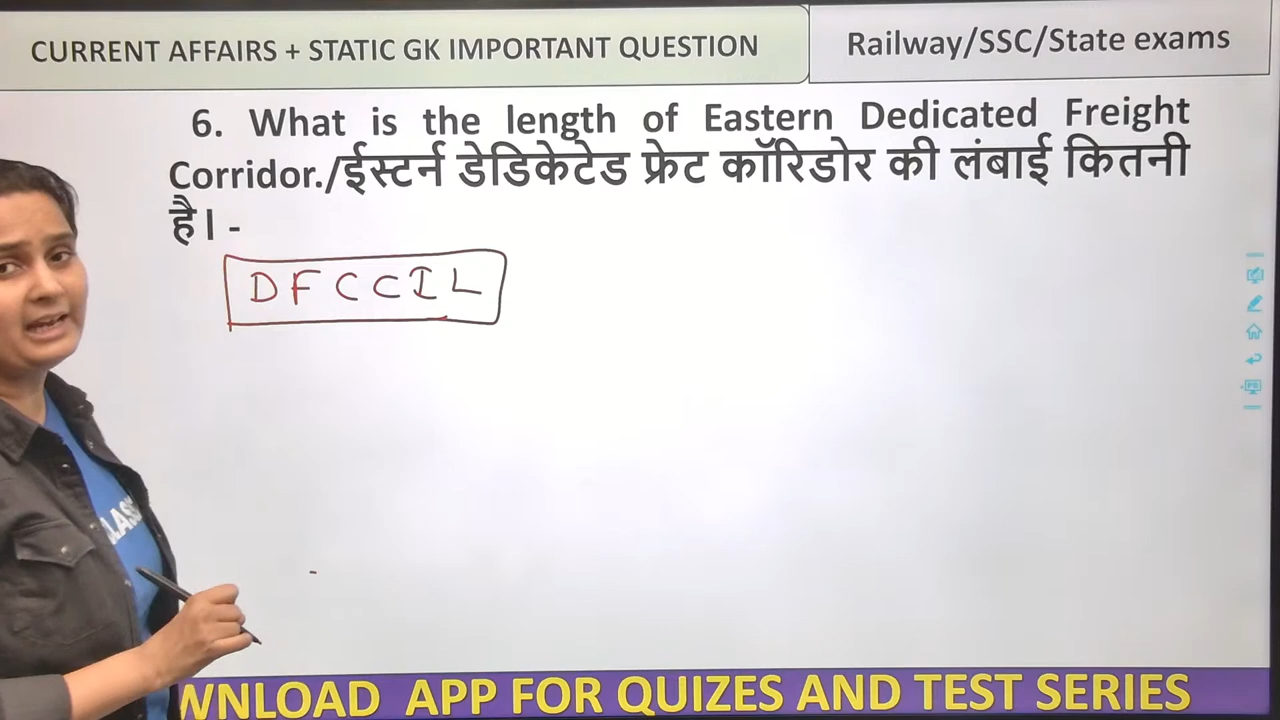 CURRENT AFFAIRS + STATIC GK IMPORTANT QUESTION
Railway/SSC/State exams
6. What is the length of Eastern Dedicated Freight
Corridor./ईस्टर्न डेडिकेटेड फ्रेट कॉरिडोर की लंबाई कितनी
है। -
DFCCIL
WNLOAD APP FOR QUIZES AND TEST SERIES